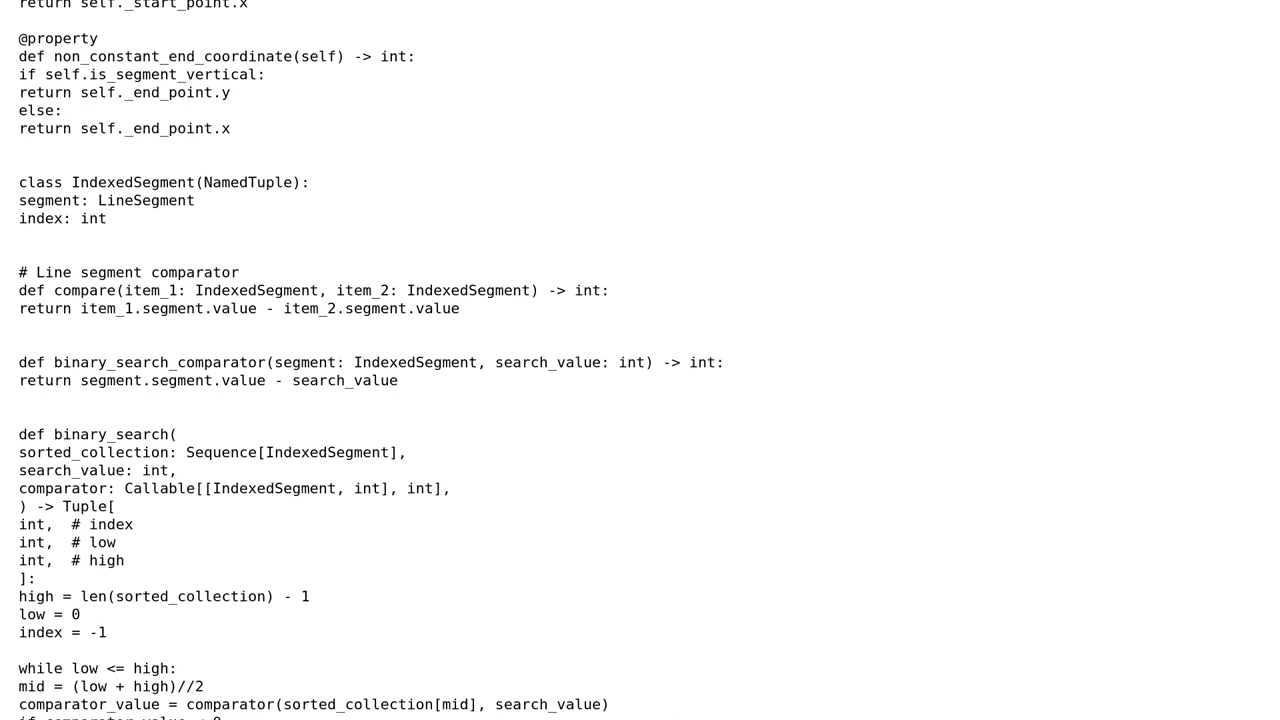 return self._start_point.x

@property
def non_constant_end_coordinate(self) -> int:
if self.is_segment_vertical:
return self._end_point.y
else:
return self._end_point.x


class IndexedSegment(NamedTuple):
segment: LineSegment
index: int


# Line segment comparator
def compare(item_1: IndexedSegment, item_2: IndexedSegment) -> int:
return item_1.segment.value - item_2.segment.value


def binary_search_comparator(segment: IndexedSegment, search_value: int) -> int:
return segment.segment.value - search_value


def binary_search(
sorted_collection: Sequence[IndexedSegment],
search_value: int,
comparator: Callable[[IndexedSegment, int], int],
) -> Tuple[
int,  # index
int,  # low
int,  # high
]:
high = len(sorted_collection) - 1
low = 0
index = -1

while low <= high:
mid = (low + high)//2
comparator_value = comparator(sorted_collection[mid], search_value)